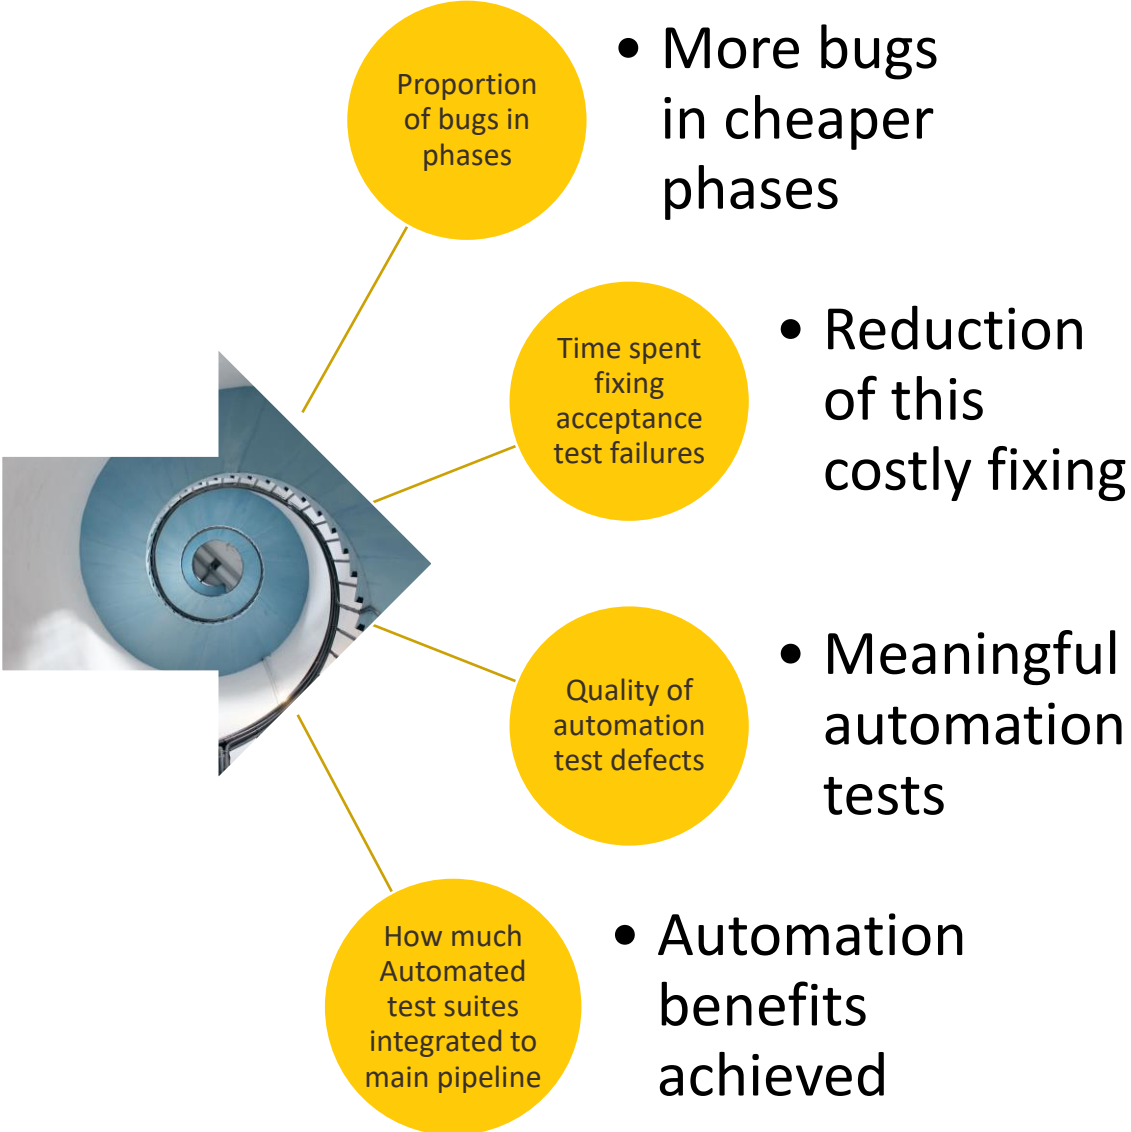 Proportion
of bugs in
phases
• More bugs
in cheaper
phases
Time spent
fixing
acceptance
test failures
• Reduction
of this
costly fixing
Quality of
automation
test defects
• Meaningful
automation
tests
How much
Automated
test suites
integrated to
main pipeline
• Automation
benefits
achieved